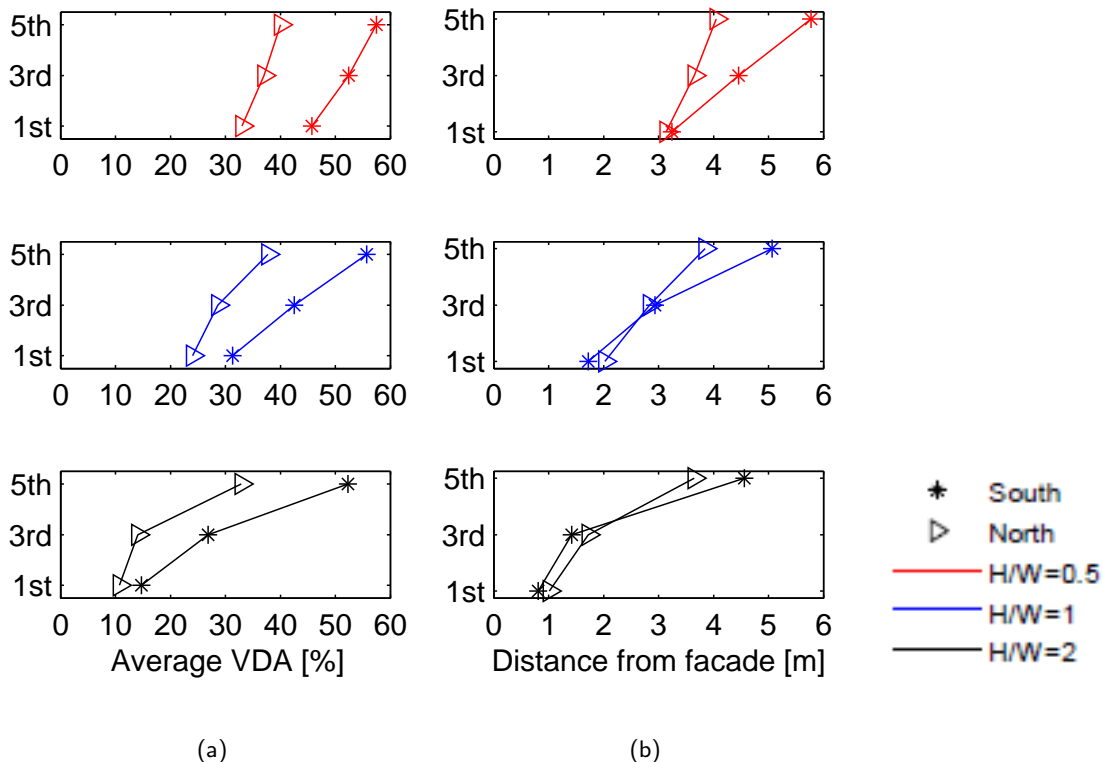 5th
3rd
1st
0 10 20 30 40 50 60
5th
3rd
1st
0 1 2 3 4 5 6
5th
3rd
1st
0 10 20 30 40 50 60
5th
3rd
1st
0 1 2 3 4 5 6
5th
3rd
1st
0 10 20 30 40 50 60
Average VDA [%]
5th
3rd
1st
0 1 2 3 4 5 6
Distance from facade [m]
South
North
H/W=0.5
H/W=1
H/W=2
(a)
(b)